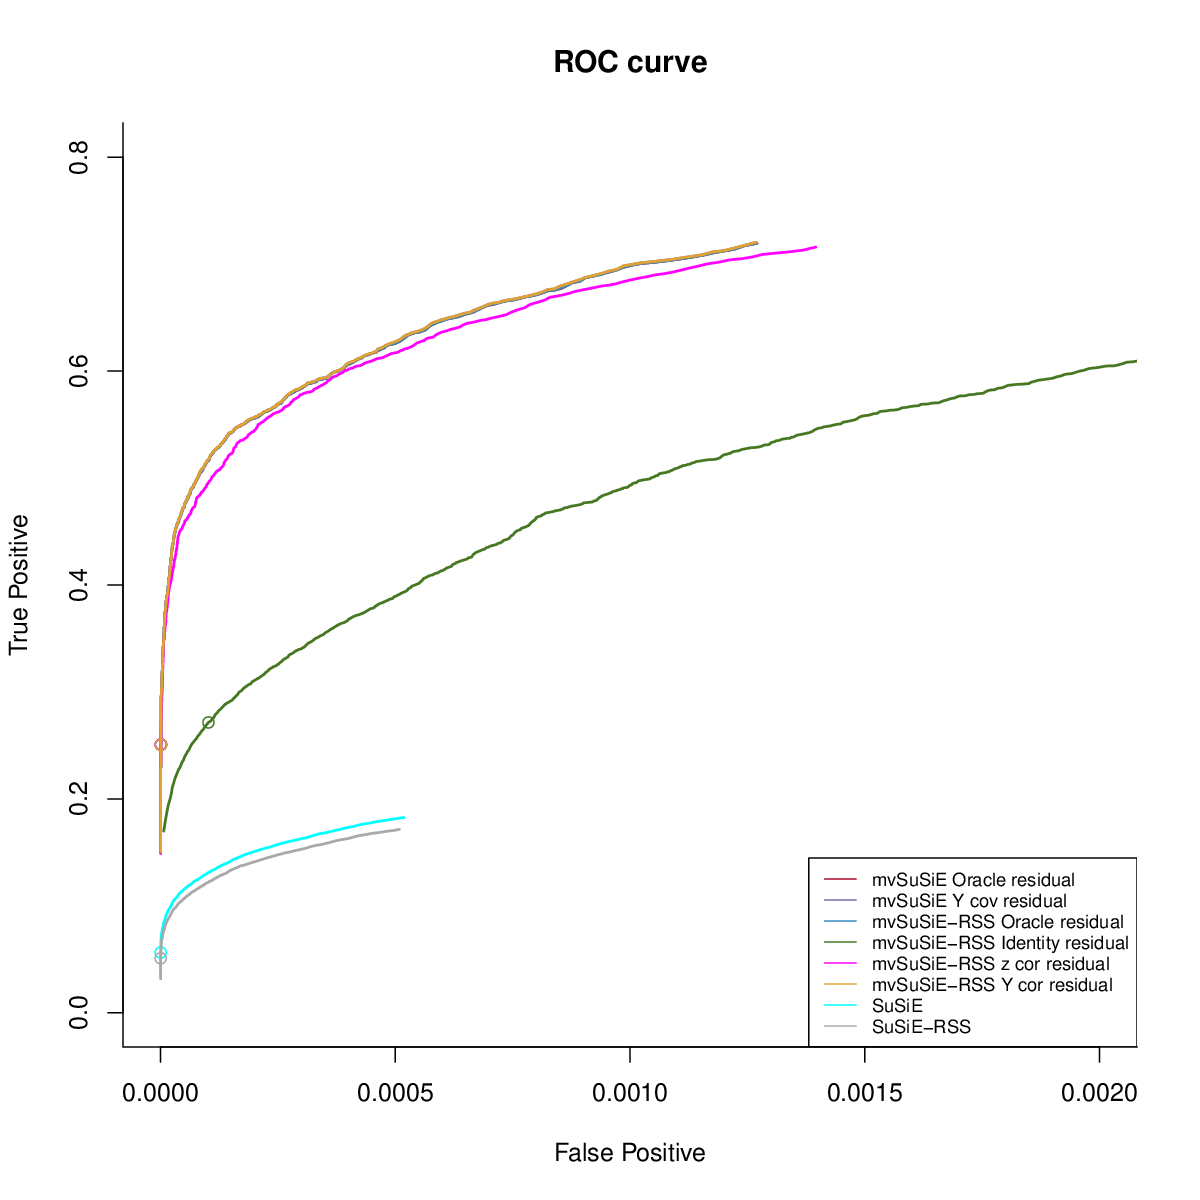 ROC curve
True Positive
0.8
0.6
0.4
0.2
0.0
mvSuSiE Oracle residual
mvSuSiE Y cov residual
mvSuSiE−RSS Oracle residual
mvSuSiE−RSS Identity residual
mvSuSiE−RSS z cor residual
mvSuSiE−RSS Y cor residual
SuSiE
SuSiE−RSS
0.0000 0.0005 0.0010 0.0015 0.0020
False Positive